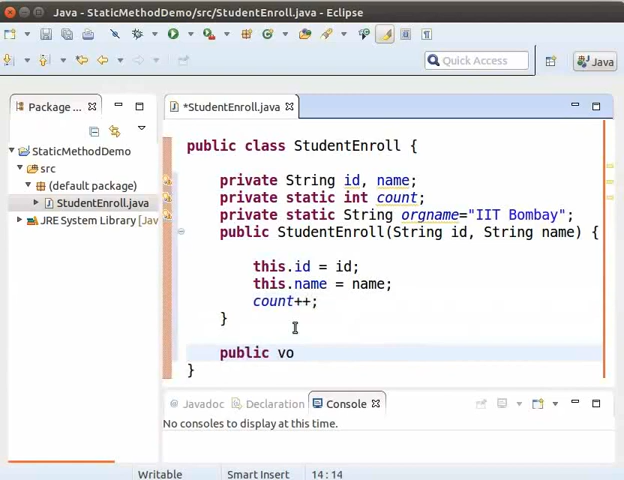 Java - StaticMethodDemo/src/StudentEnroll.java - Eclipse
Quick Access
Java
Package ...
*StudentEnroll.java
StaticMethodDemo
src
(default package)
StudentEnroll.java
JRE System Library [Jav
public class StudentEnroll {
private String id, name;
private static int count;
private static String orgname="IIT Bombay";
public StudentEnroll(String id, String name) {
this.id = id;
this.name = name;
count++;
}
public vo
}
Javadoc
Declaration
Console
No consoles to display at this time.
Writable
Smart Insert
14 : 14